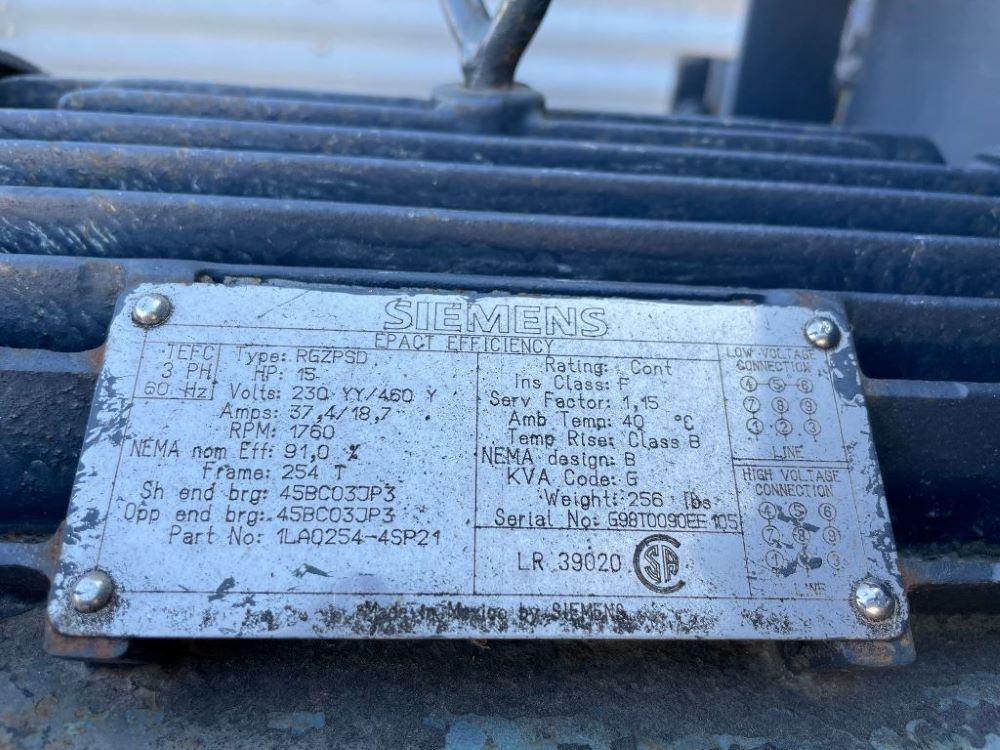 SIEMENS
EPACT EFFICIENCY
TEFC
3 PH
60 Hz
Type: RGZPSD
HP: 15
Volts: 230 YY/460 Y
Amps: 37,4/18,7
RPM: 1760
NEMA nom Eff: 91,0 %
Frame: 254 T
Sh end brg: 45BC03JP3
Opp end brg: 45BC03JP3
Part No: 1LA0254-4SP21
Rating: Cont
Ins Class: F
Serv Factor: 1,15
Amb Temp: 40 °C
Temp Rise: Class B
NEMA design: B
KVA Code: G
Weight: 256 lbs
Serial No: G98T0090EE 105
LR 39020 SA
LOW VOLTAGE
CONNECTION
4 5 6
7 8 9
1 2 3
LINE
HIGH VOLTAGE
CONNECTION
4 5 6
7 8 9
1 2 3
LINE
Made in Mexico by SIEMENS